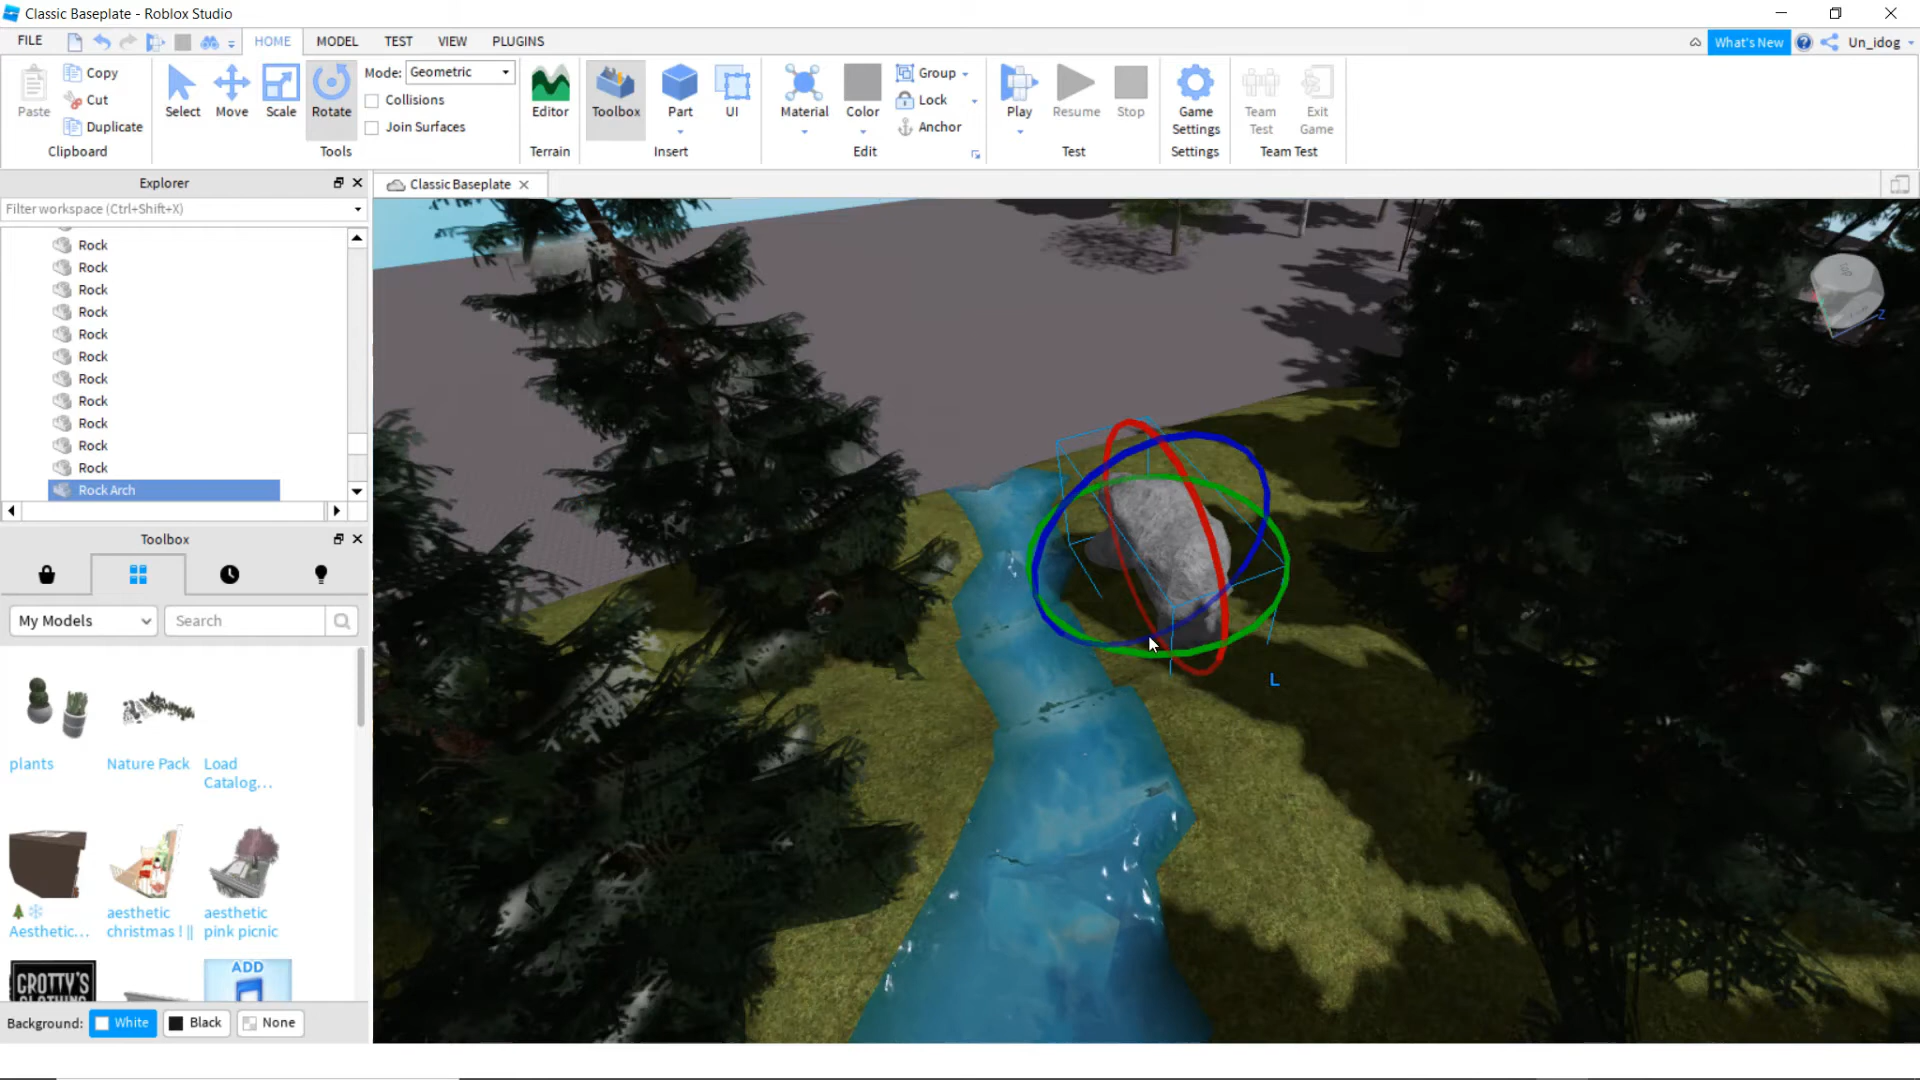 Classic Baseplate - Roblox Studio
FILE
HOME
MODEL
TEST
VIEW
PLUGINS
What's New
Un_idog
Paste
Copy
Cut
Duplicate
Clipboard
Select
Move
Scale
Rotate
Mode:
Geometric
Collisions
Join Surfaces
Tools
Editor
Terrain
Toolbox
Part
UI
Insert
Material
Color
Group
Lock
Anchor
Edit
Play
Resume
Stop
Test
Game
Settings
Settings
Team
Test
Exit
Game
Team Test
Explorer
Classic Baseplate
Filter workspace (Ctrl+Shift+X)
Rock
Rock
Rock
Rock
Rock
Rock
Rock
Rock
Rock
Rock
Rock
Rock Arch
Z
L
Toolbox
My Models
Search
plants
Nature Pack
Load
Catalog...
Aesthetic...
aesthetic
christmas ! ||
aesthetic
pink picnic
CROTTY'S
ADD
Background:
White
Black
None